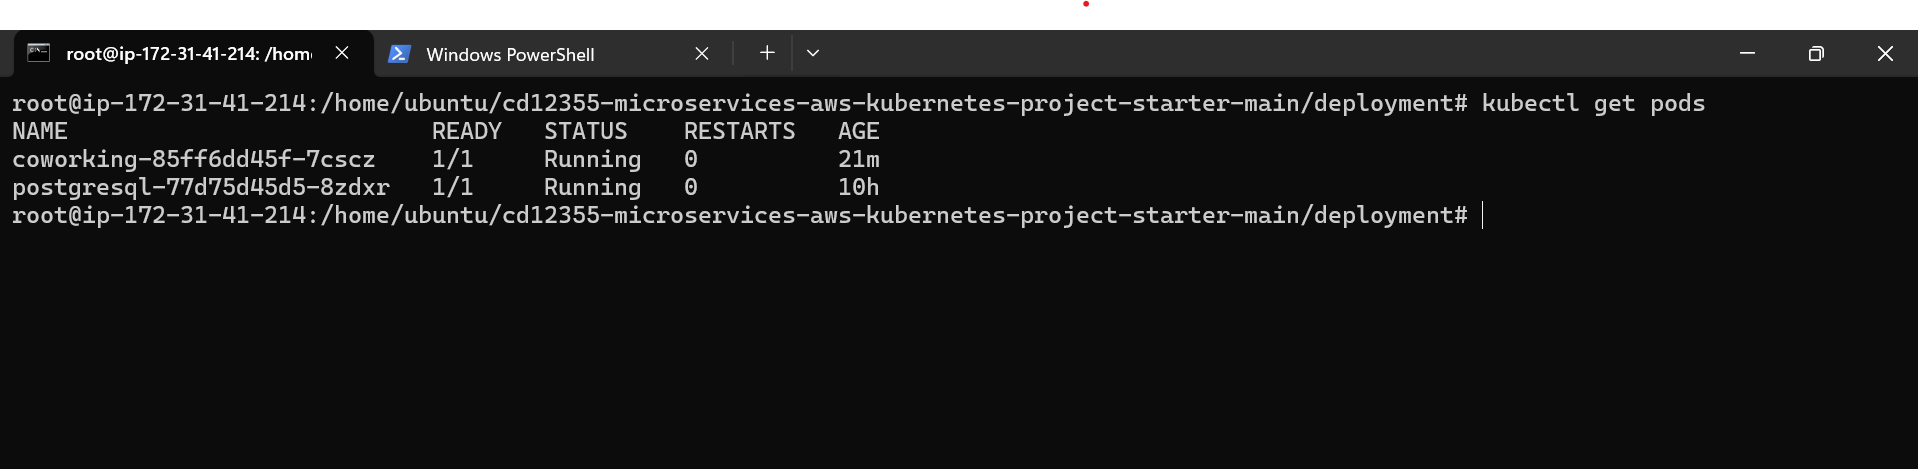 root@ip-172-31-41-214: /hom
Windows PowerShell
root@ip-172-31-41-214:/home/ubuntu/cd12355-microservices-aws-kubernetes-project-starter-main/deployment# kubectl get pods
NAME READY STATUS RESTARTS AGE
coworking-85ff6dd45f-7cscz 1/1 Running 0 21m
postgresql-77d75d45d5-8zdxr 1/1 Running 0 10h
root@ip-172-31-41-214:/home/ubuntu/cd12355-microservices-aws-kubernetes-project-starter-main/deployment#